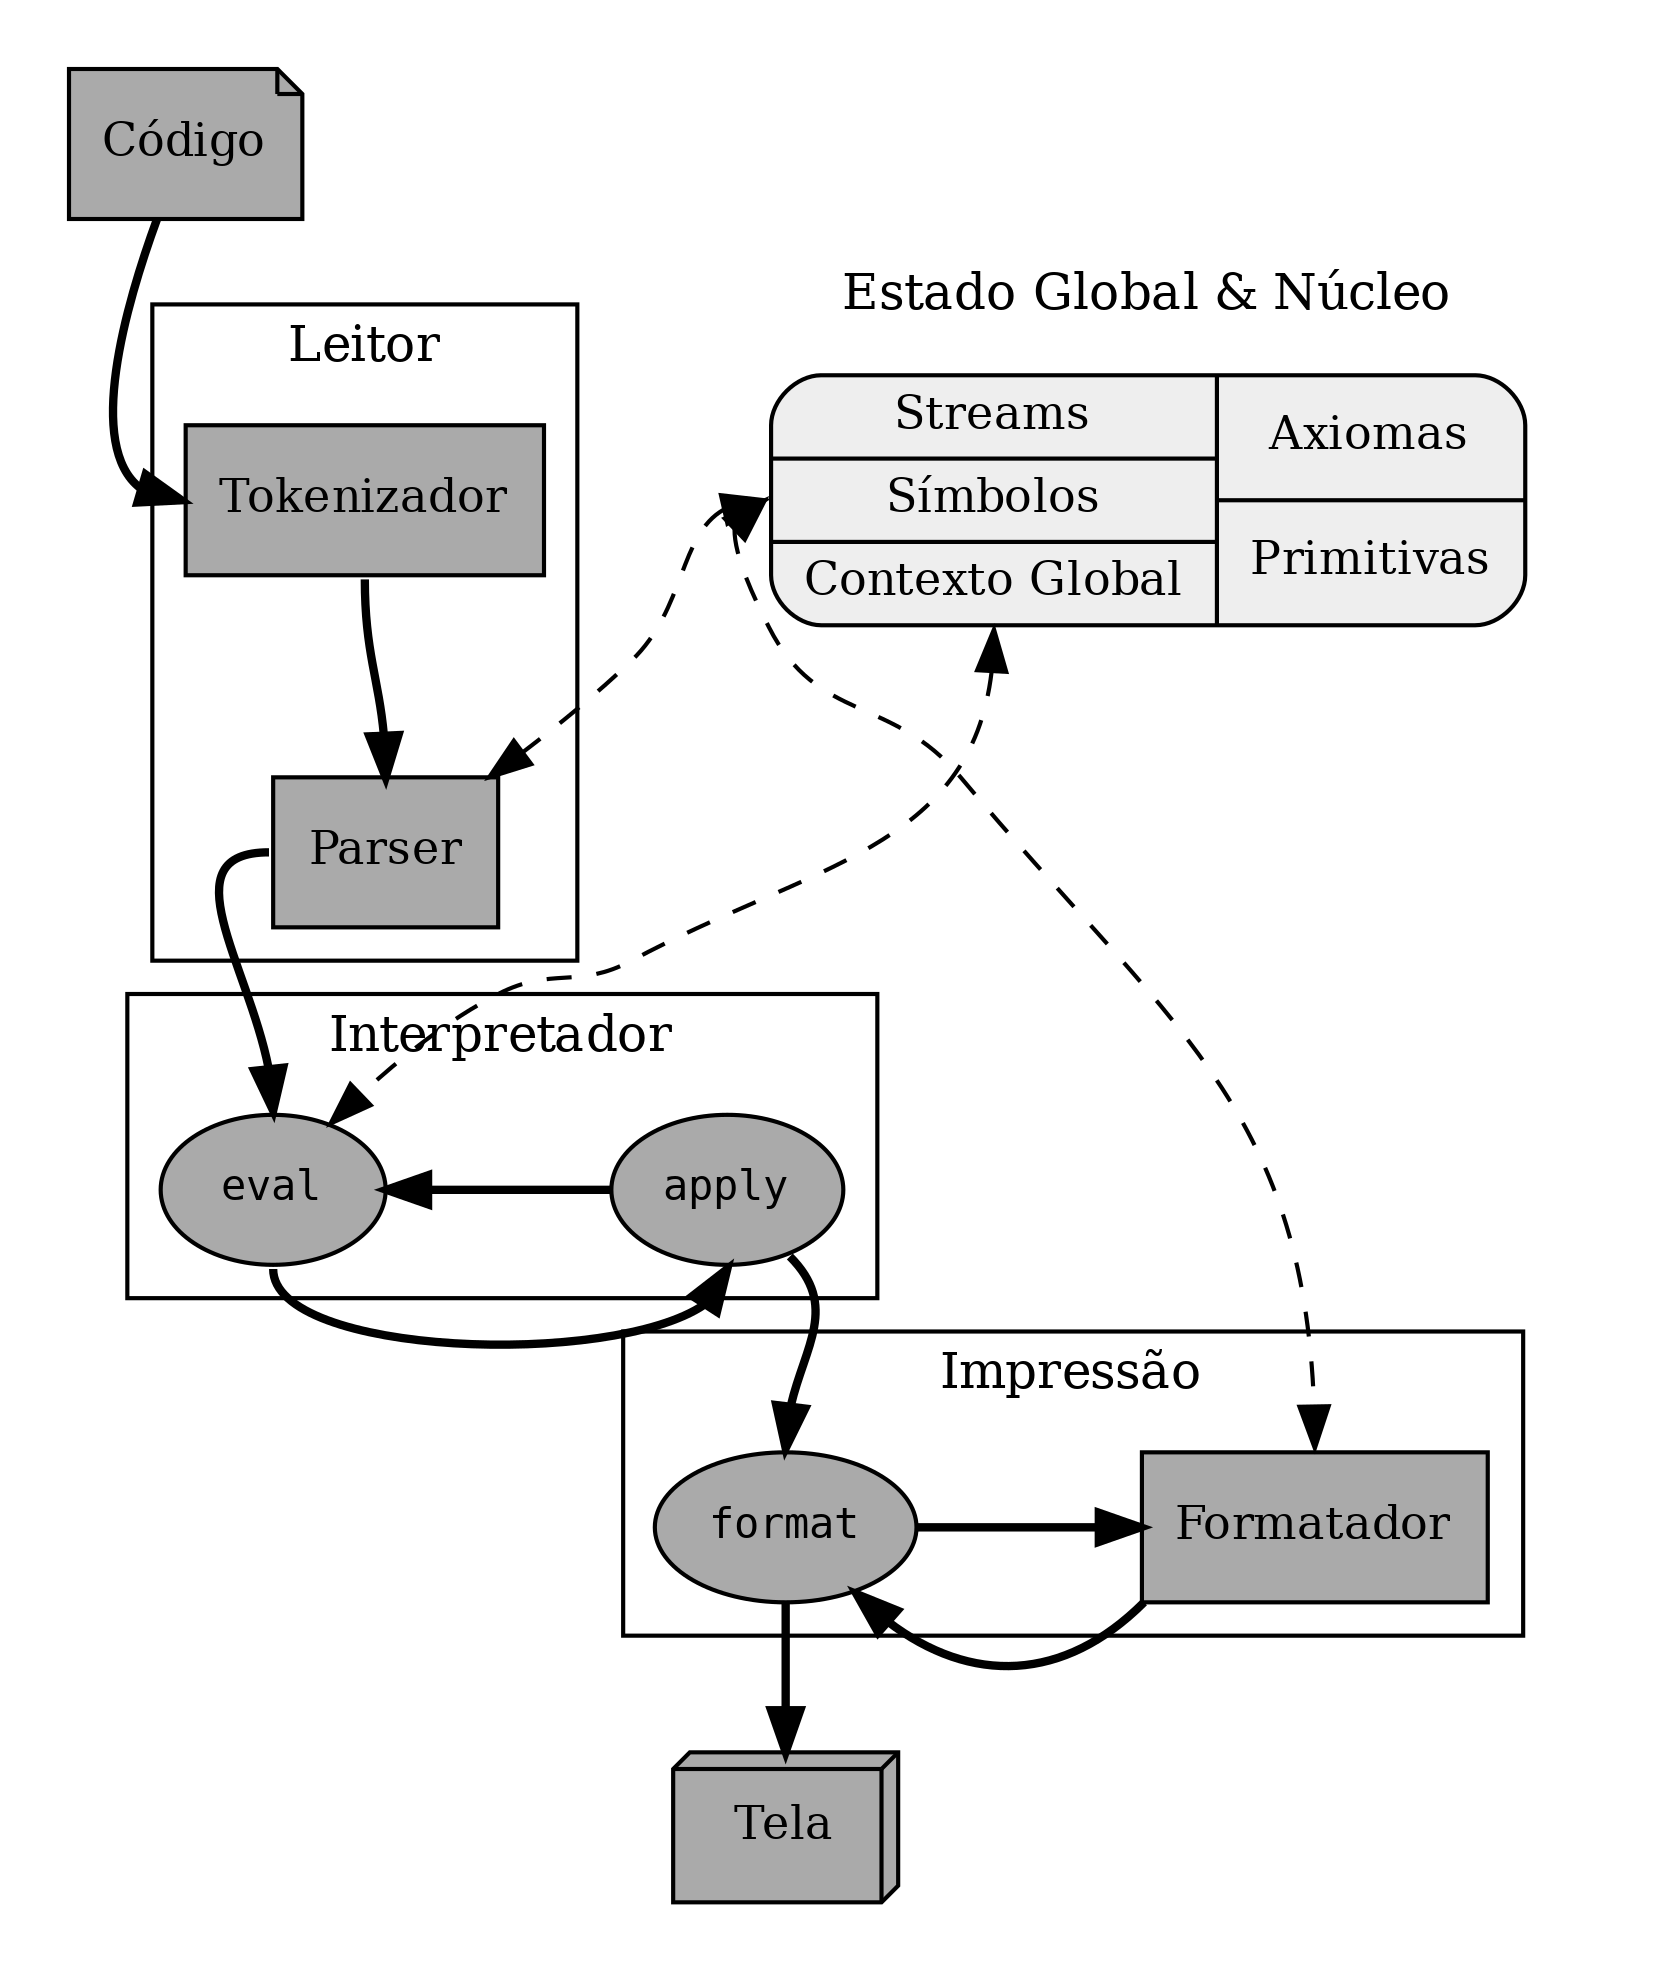 Código
Estado Global & Núcleo
Leitor
Streams
Axiomas
Tokenizador
Símbolos
Primitivas
Contexto Global
Parser
Interpretador
eval
apply
Impressão
format
Formatador
Tela